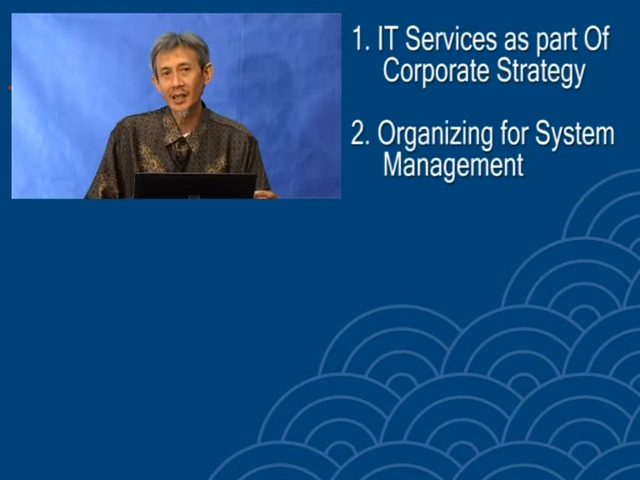 1. IT Services as part Of
Corporate Strategy
2. Organizing for System
Management